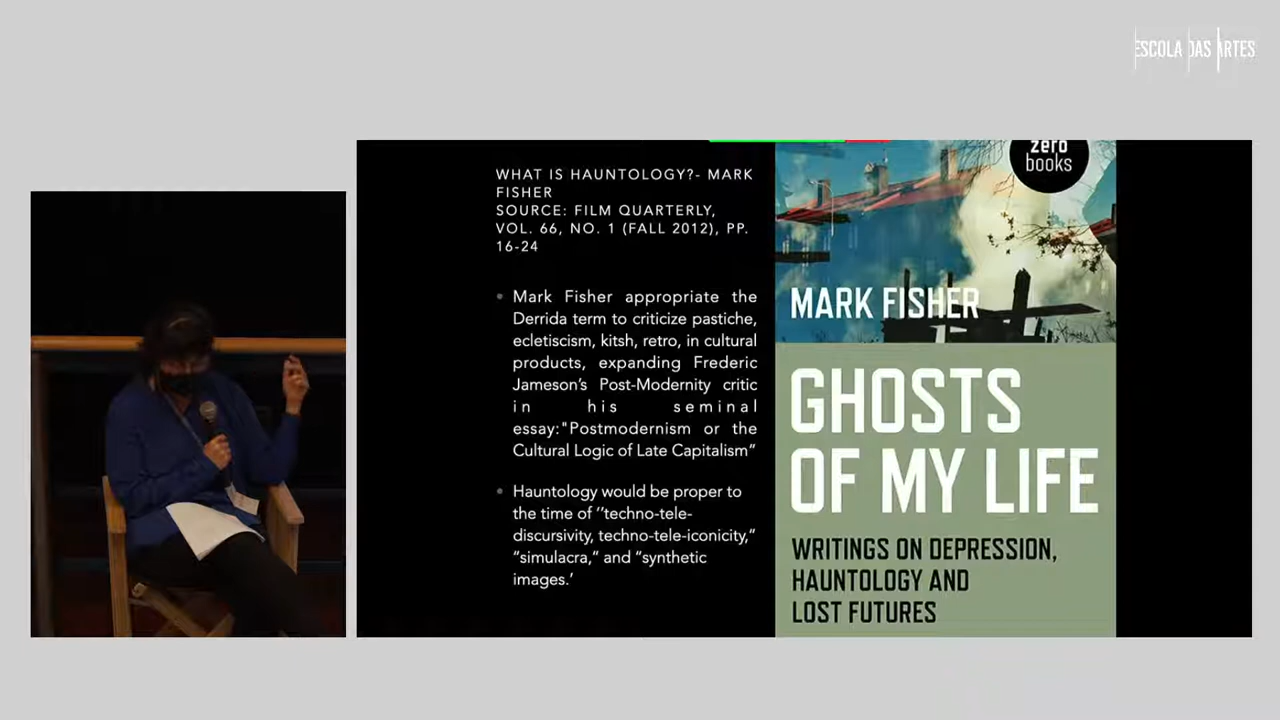 ESCOLA DAS ARTES
WHAT IS HAUNTOLOGY?- MARK
FISHER
SOURCE: FILM QUARTERLY,
VOL. 66, NO. 1 (FALL 2012), PP.
16-24
• Mark Fisher appropriate the
Derrida term to criticize pastiche,
ecletiscism, kitsh, retro, in cultural
products, expanding Frederic
Jameson's Post-Modernity critic
in his seminal
essay:"Postmodernism or the
Cultural Logic of Late Capitalism"
• Hauntology would be proper to
the time of ‘’techno-tele-
discursivity, techno-tele-iconicity,“
“simulacra,“ and “synthetic
images.’
zero
books
MARK FISHER
GHOSTS
OF MY LIFE
WRITINGS ON DEPRESSION,
HAUNTOLOGY AND
LOST FUTURES